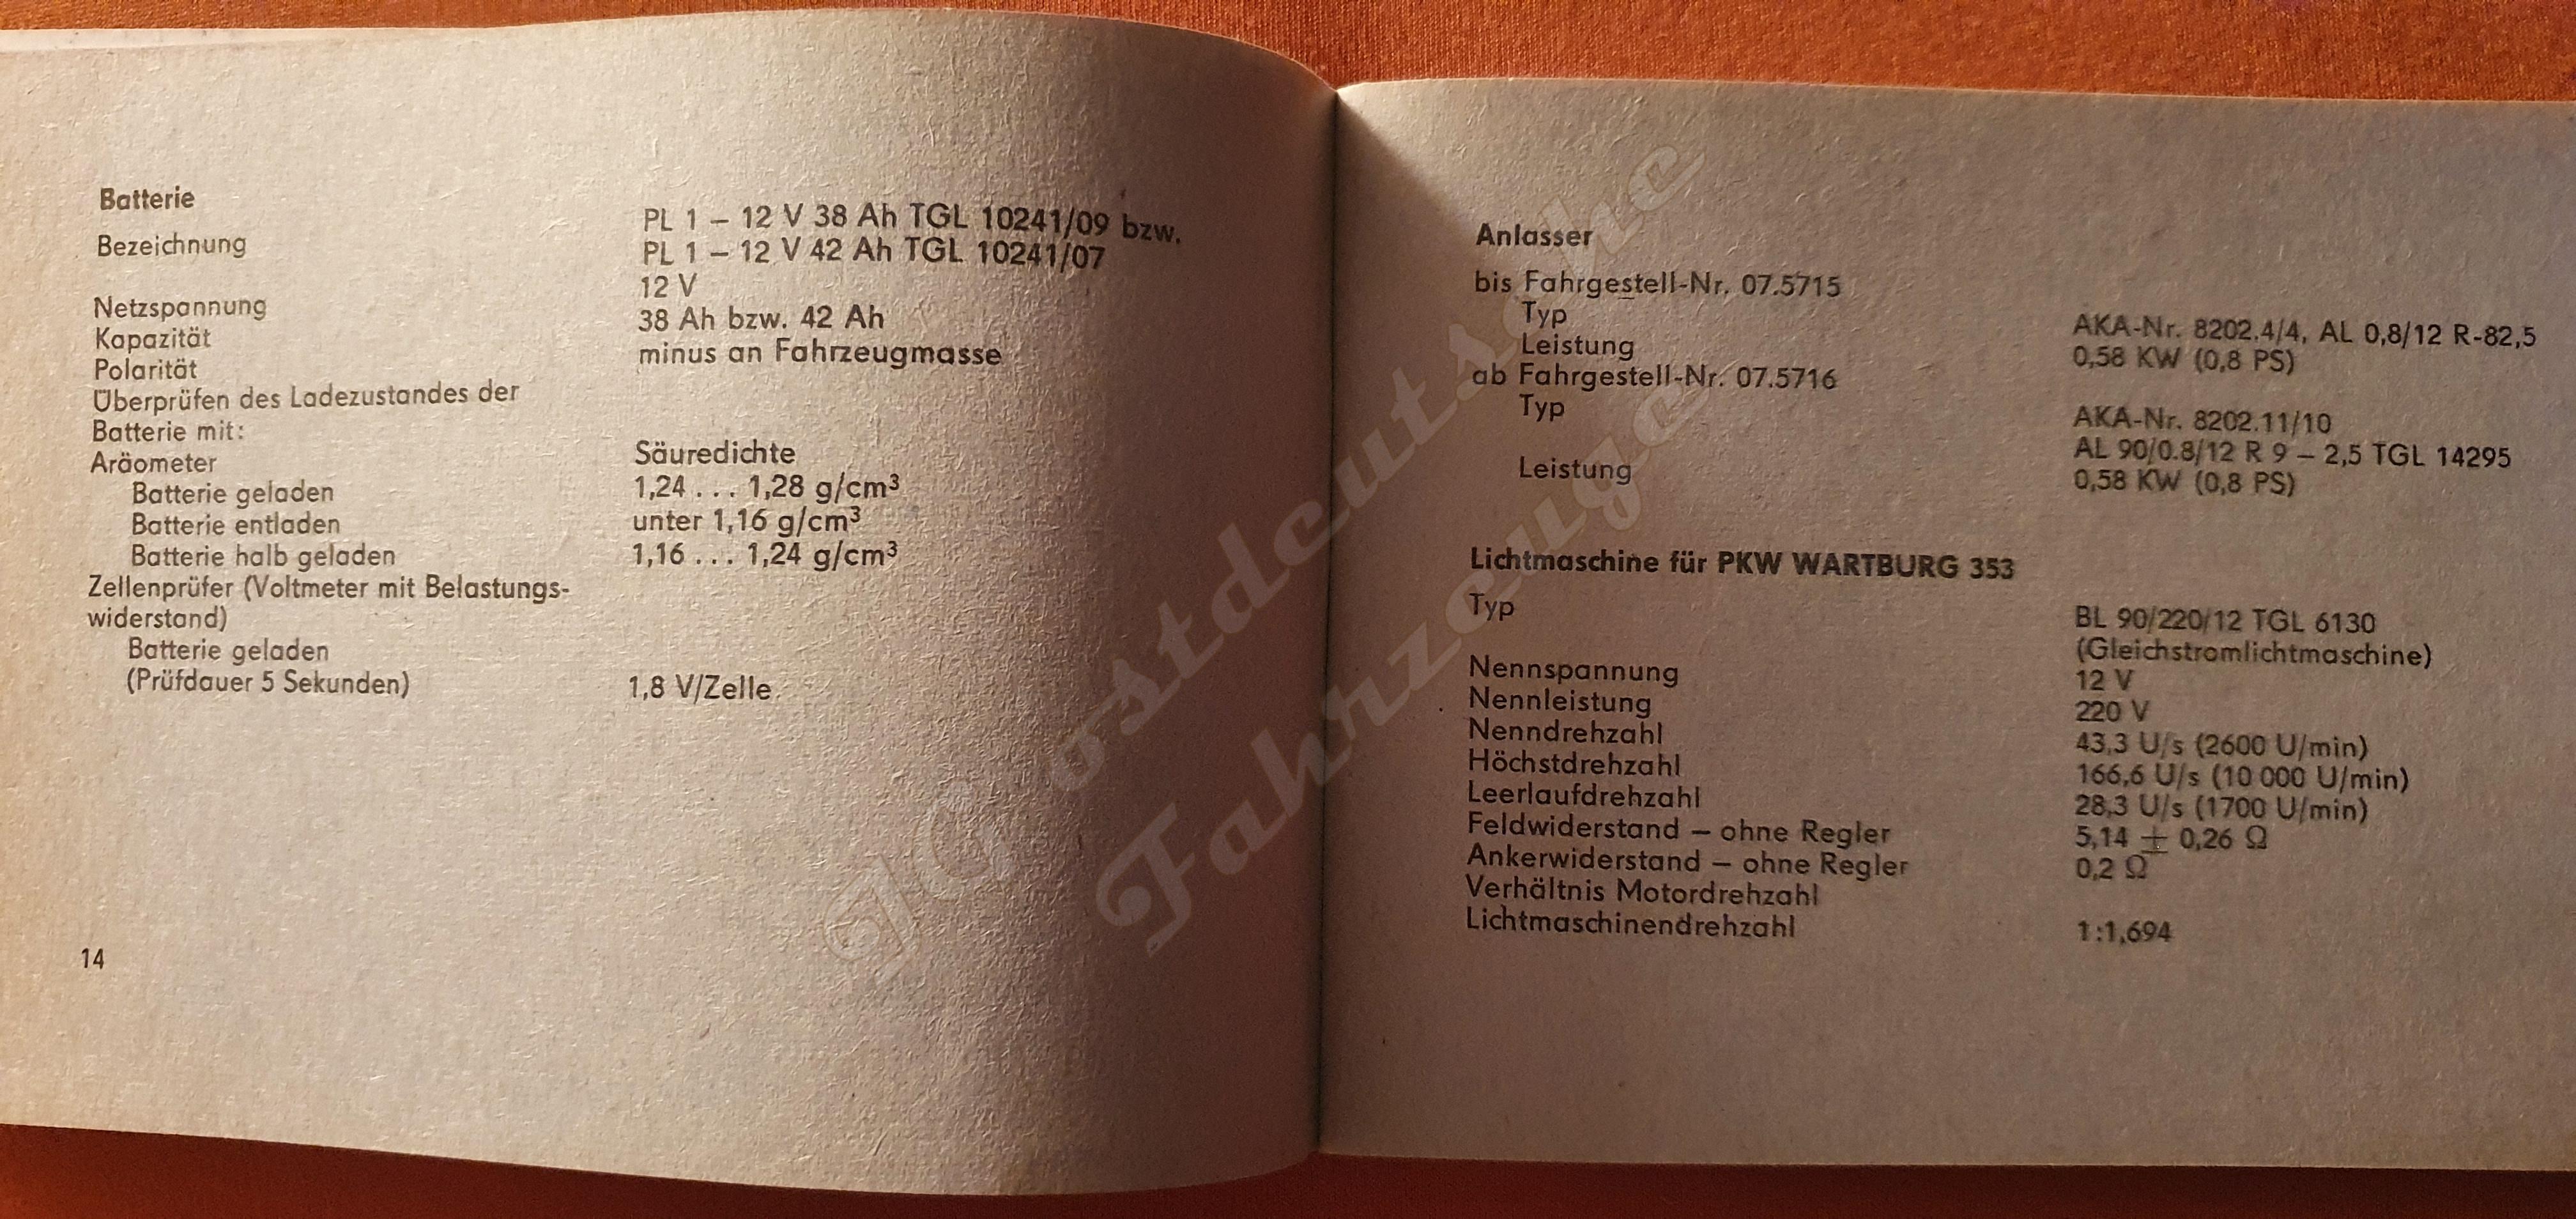 Batterie
Bezeichnung
PL 1 – 12 V 38 Ah TGL 10241/09 bzw.
PL 1 – 12 V 42 Ah TGL 10241/07
Netzspannung 12 V
Kapazität 38 Ah bzw. 42 Ah
Polarität minus an Fahrzeugmasse
Überprüfen des Ladezustandes der
Batterie mit:
Aräometer Säuredichte
Batterie geladen 1,24 . . . 1,28 g/cm³
Batterie entladen unter 1,16 g/cm³
Batterie halb geladen 1,16 . . . 1,24 g/cm³
Zellenprüfer (Voltmeter mit Belastungs-
widerstand)
Batterie geladen
(Prüfdauer 5 Sekunden) 1,8 V/Zelle
14
Anlasser
bis Fahrgestell-Nr. 07.5715
Typ AKA-Nr. 8202.4/4, AL 0,8/12 R-82,5
Leistung 0,58 KW (0,8 PS)
ab Fahrgestell-Nr. 07.5716
Typ AKA-Nr. 8202.11/10
AL 90/0.8/12 R 9 – 2,5 TGL 14295
Leistung 0,58 KW (0,8 PS)
Lichtmaschine für PKW WARTBURG 353
Typ BL 90/220/12 TGL 6130
(Gleichstromlichtmaschine)
Nennspannung 12 V
Nennleistung 220 V
Nenndrehzahl 43,3 U/s (2600 U/min)
Höchstdrehzahl 166,6 U/s (10 000 U/min)
Leerlaufdrehzahl 28,3 U/s (1700 U/min)
Feldwiderstand – ohne Regler 5,14 ± 0,26 Ω
Ankerwiderstand – ohne Regler 0,2 Ω
Verhältnis Motordrehzahl
Lichtmaschinendrehzahl 1:1,694
IG ostdeutsche
Fahrzeuge